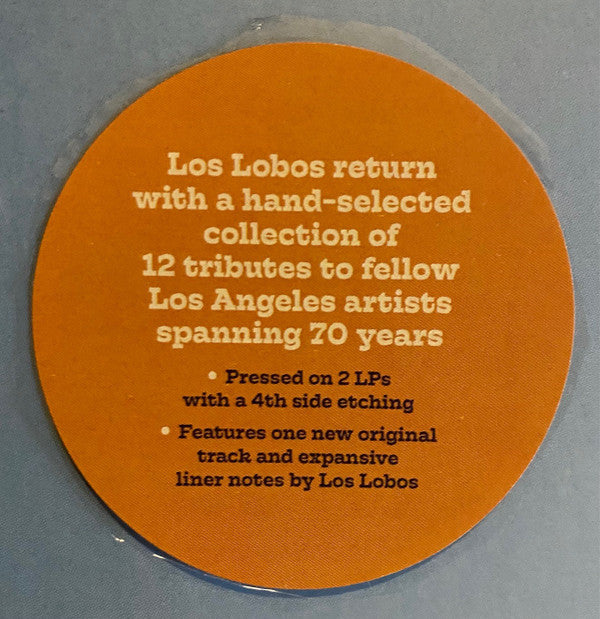 Los Lobos return
with a hand-selected
collection of
12 tributes to fellow
Los Angeles artists
spanning 70 years
• Pressed on 2 LPs
with a 4th side etching
• Features one new original
track and expansive
liner notes by Los Lobos